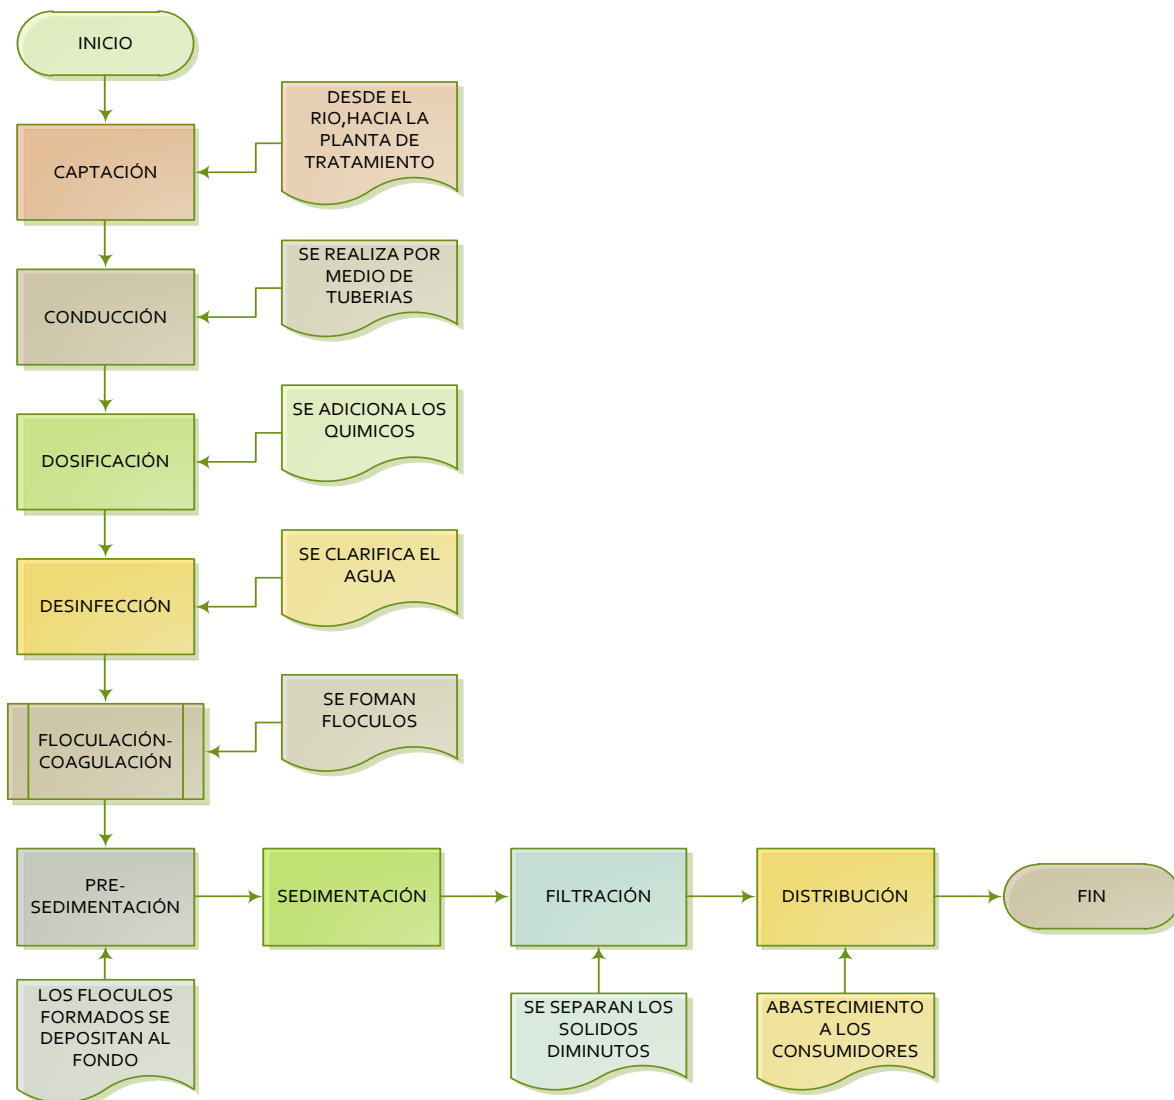 INICIO
DESDE EL
RIO,HACIA LA
PLANTA DE
TRATAMIENTO
CAPTACIÓN
SE REALIZA POR
MEDIO DE
TUBERIAS
CONDUCCIÓN
SE ADICIONA LOS
QUIMICOS
DOSIFICACIÓN
SE CLARIFICA EL
AGUA
DESINFECCIÓN
SE FOMAN
FLOCULOS
FLOCULACIÓN-
COAGULACIÓN
PRE-
SEDIMENTACIÓN
SEDIMENTACIÓN
FILTRACIÓN
DISTRIBUCIÓN
FIN
LOS FLOCULOS
FORMADOS SE
DEPOSITAN AL
FONDO
SE SEPARAN LOS
SOLIDOS
DIMINUTOS
ABASTECIMIENTO
A LOS
CONSUMIDORES